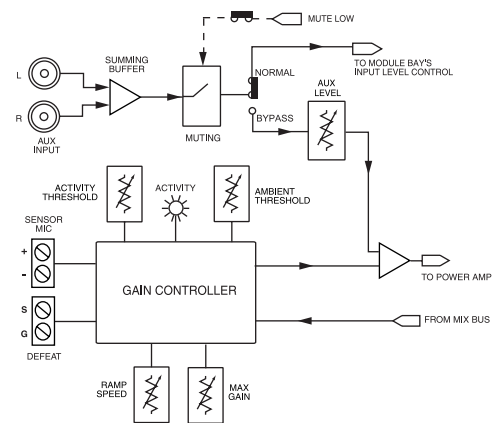 MUTE LOW
L
SUMMING
BUFFER
NORMAL
TO MODULE BAY'S
INPUT LEVEL CONTROL
R
AUX
INPUT
MUTING
BYPASS
AUX
LEVEL
ACTIVITY
THRESHOLD
ACTIVITY
AMBIENT
THRESHOLD
SENSOR
MIC
+
-
GAIN CONTROLLER
TO POWER AMP
S
G
DEFEAT
FROM MIX BUS
RAMP
SPEED
MAX
GAIN